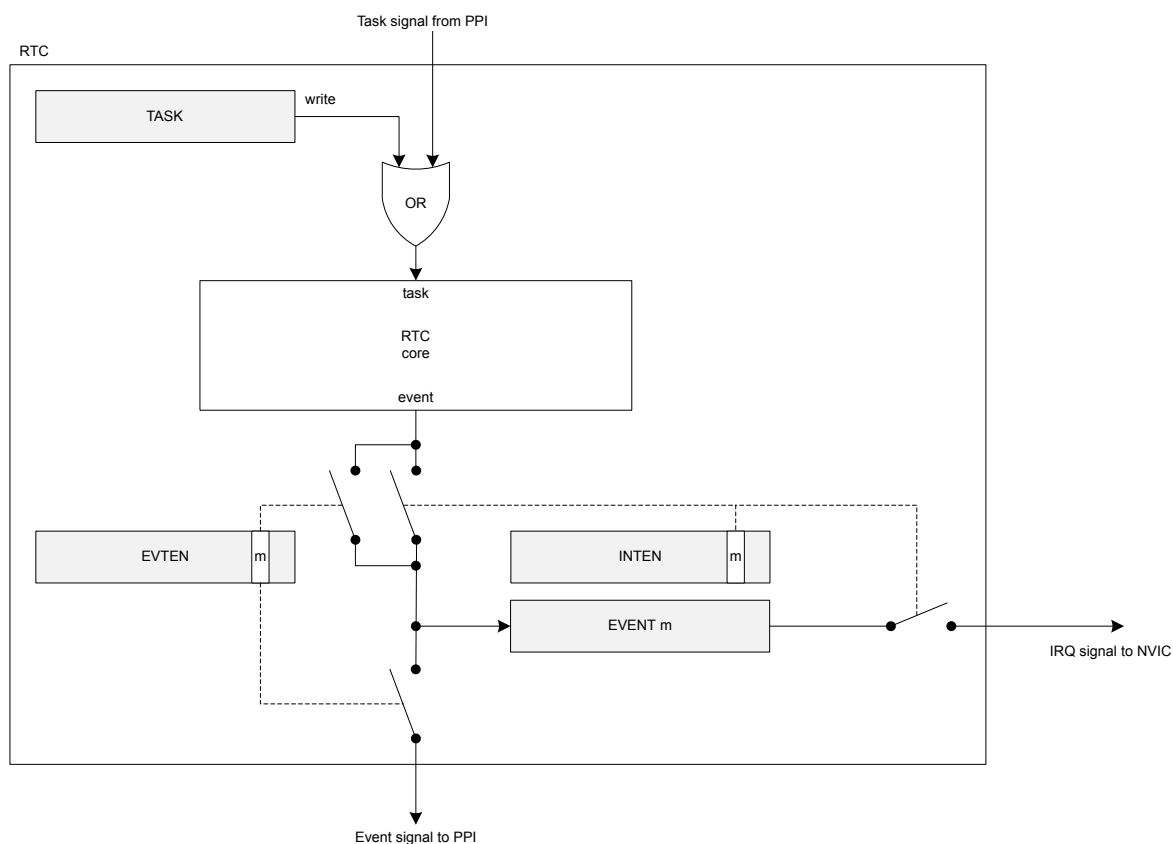 Task signal from PPI
RTC
write
TASK
OR
task
RTC
core
event
EVTEN
m
INTEN
m
EVENT m
IRQ signal to NVIC
Event signal to PPI